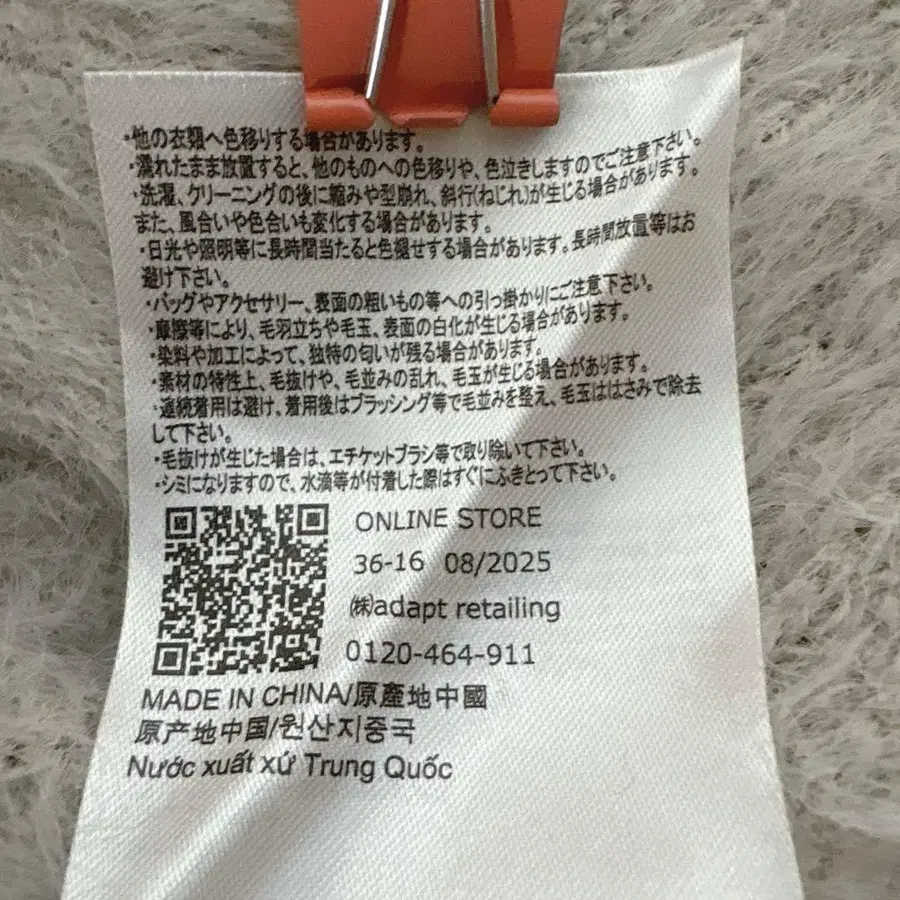 ・他の衣類へ色移りする場合があります。
・濡れたまま放置すると、他のものへの色移りや、色泣きしますのでご注意下さい。
・洗濯、クリーニングの後に縮みや型崩れ、斜行(ねじれ)が生じる場合があります。
また、風合いや色合いも変化する場合があります。
・日光や照明等に長時間当たると色褪せする場合があります。長時間放置等はお
避け下さい。
・バッグやアクセサリー、表面の粗いもの等への引っ掛かりにご注意下さい。
・摩擦等により、毛羽立ちや毛玉、表面の白化が生じる場合があります。
・染料や加工によって、独特の匂いが残る場合があります。
・素材の特性上、毛抜けや、毛並みの乱れ、毛玉が生じる場合があります。
・連続着用は避け、着用後はブラッシング等で毛並みを整え、毛玉ははさみで除去
して下さい。
・毛抜けが生じた場合は、エチケットブラシ等で取り除いて下さい。
・シミになりますので、水滴等が付着した際はすぐにふきとって下さい。
ONLINE STORE
36-16 08/2025
㈱adapt retailing
0120-464-911
MADE IN CHINA/原產地中國
原产地中国/원산지중국
Nước xuất xứ Trung Quốc